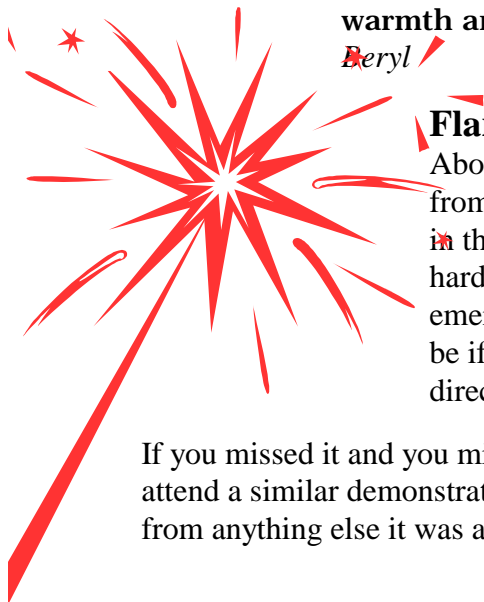 warmth a
Beryl
Fla
Abo
from
in th
hard
eme
be if
direc
If you missed it and you mi
attend a similar demonstrat
from anything else it was a